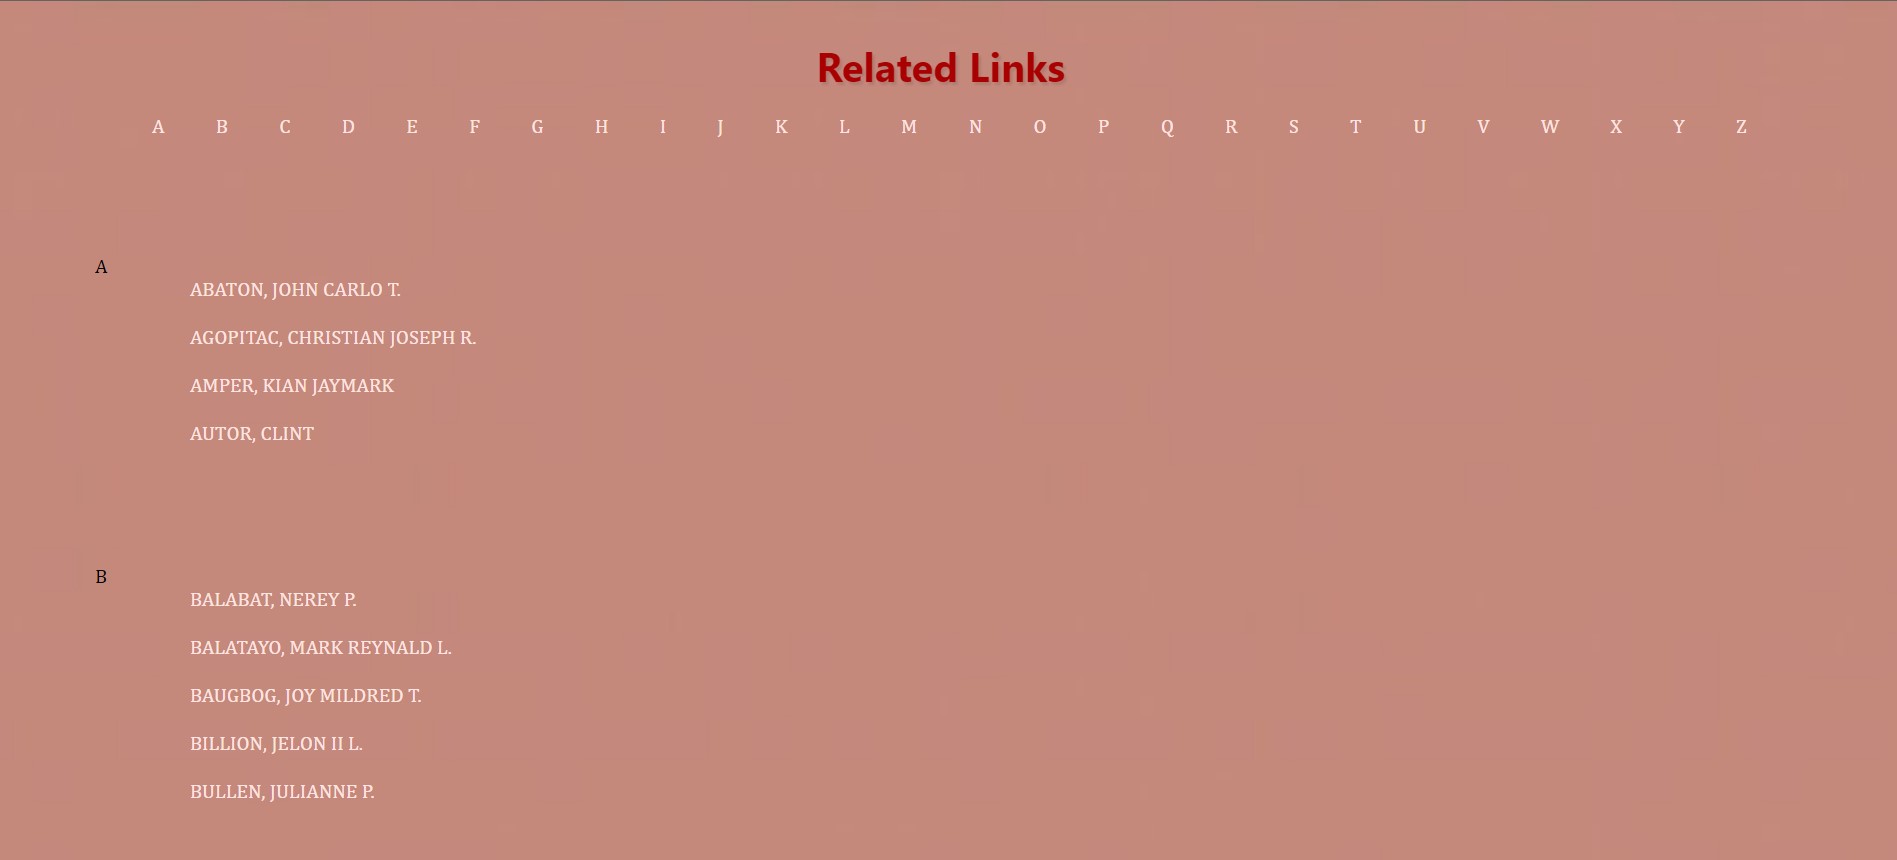 Related Links
A B C D E F G H I J K L M N O P Q R S T U V W X Y Z
A
ABATON, JOHN CARLO T.
AGOPITAC, CHRISTIAN JOSEPH R.
AMPER, KIAN JAYMARK
AUTOR, CLINT
B
BALABAT, NEREY P.
BALATAYO, MARK REYNALD L.
BAUGBOG, JOY MILDRED T.
BILLION, JELON II L.
BULLEN, JULIANNE P.